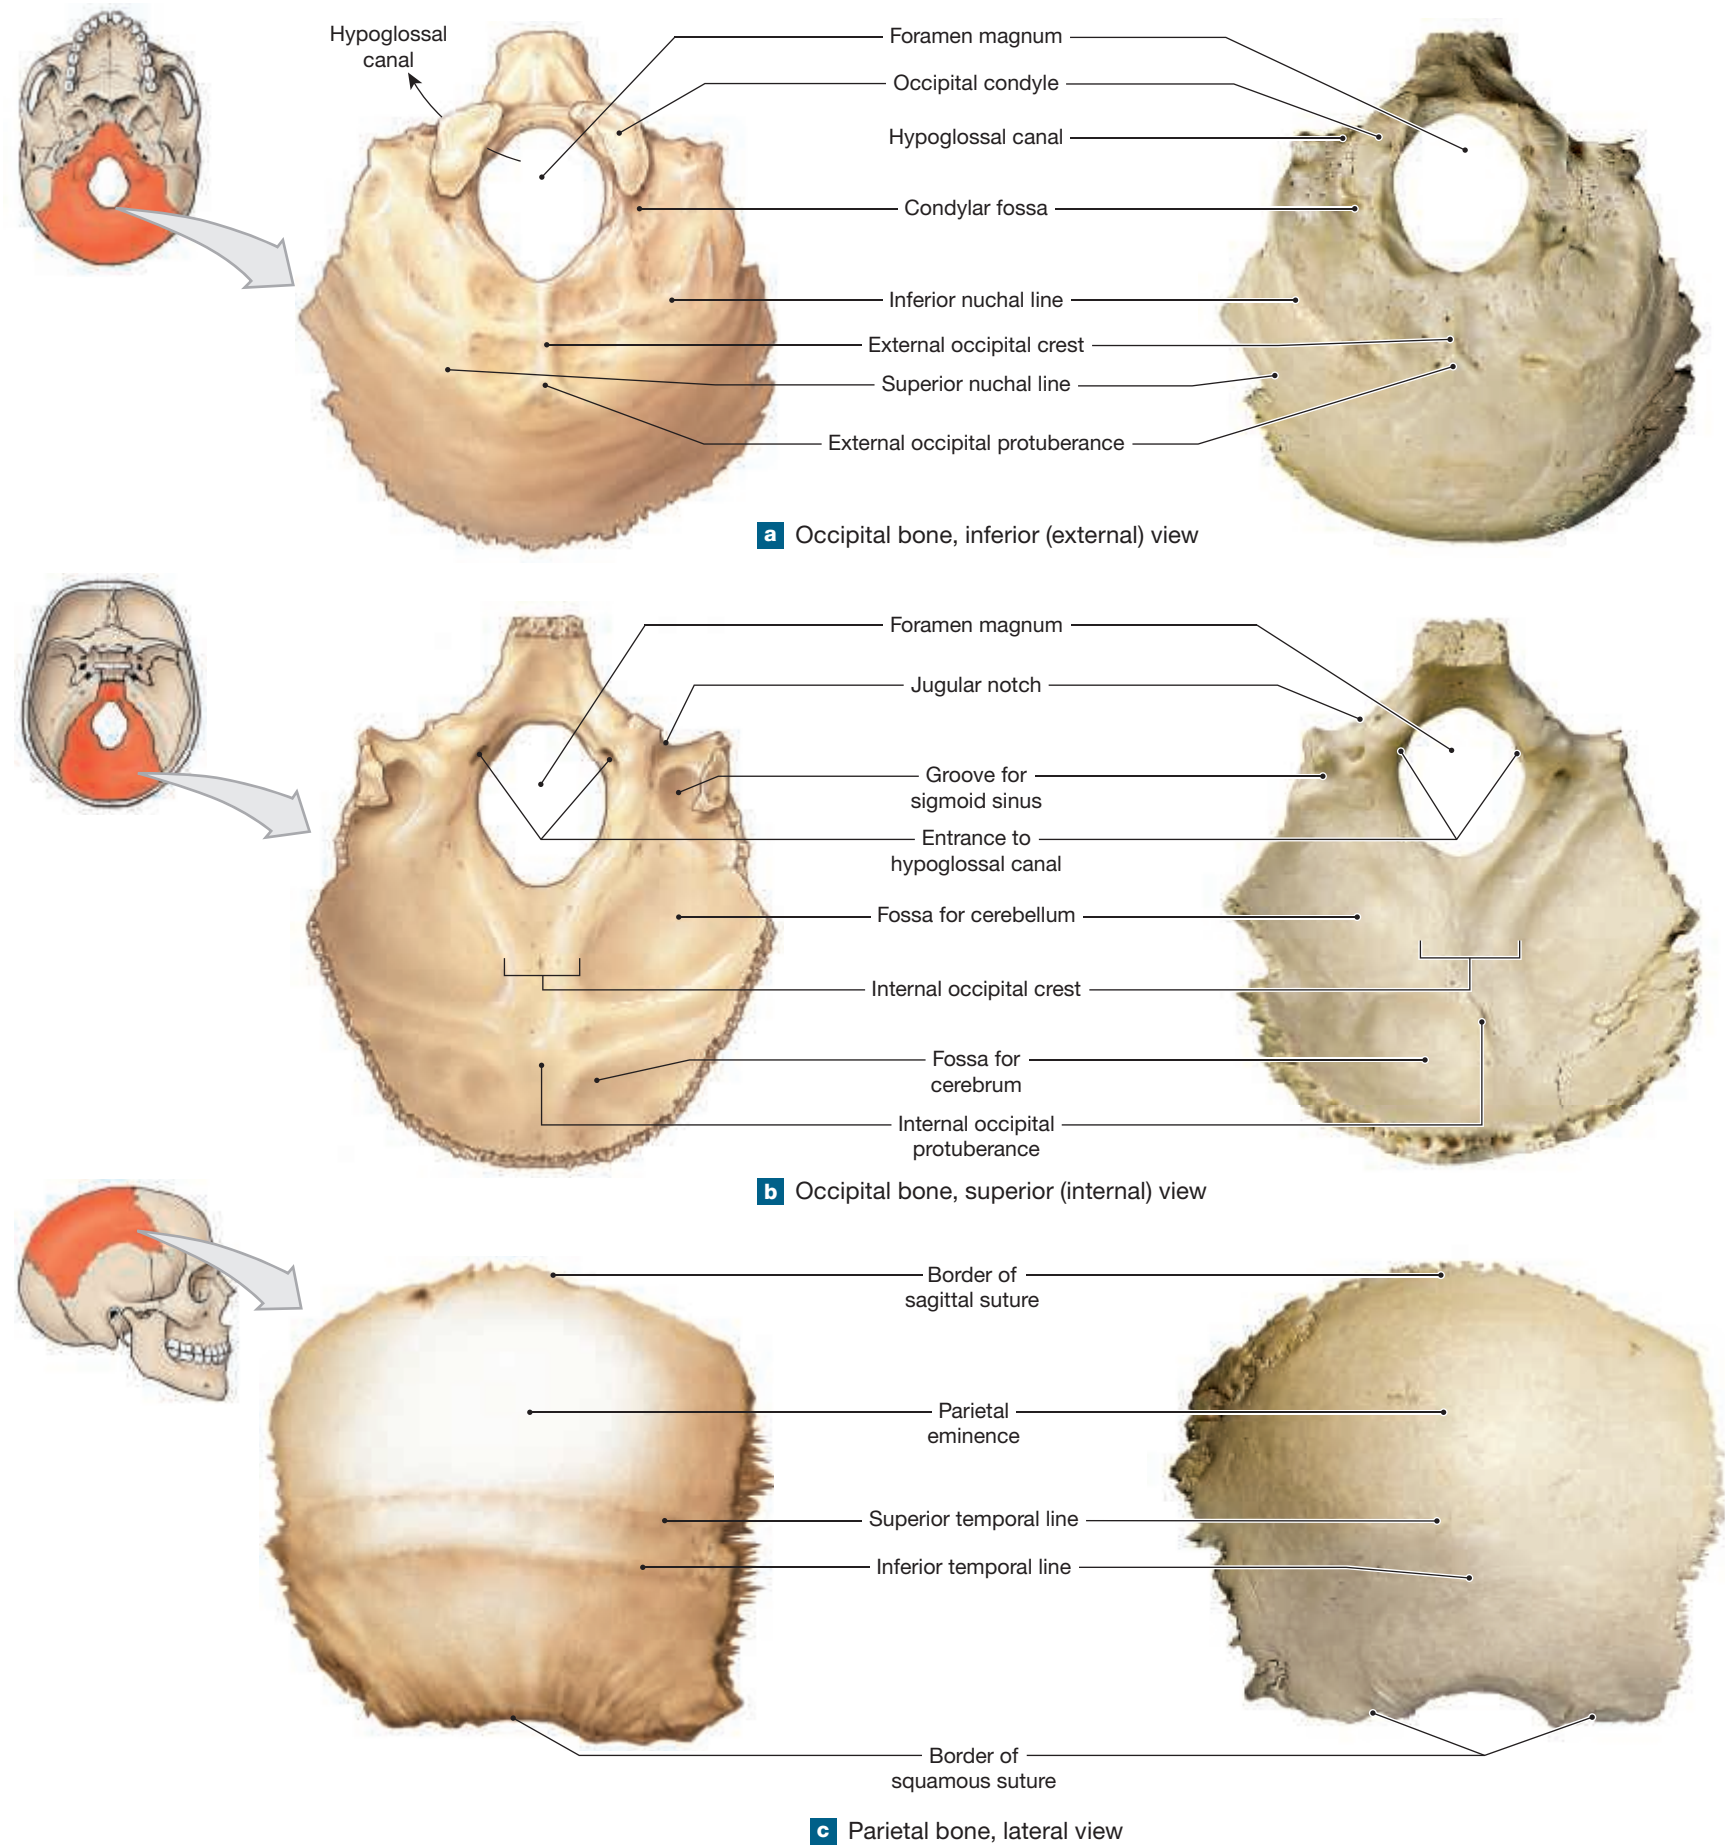 Hypoglossal
canal
Foramen magnum
Occipital condyle
Hypoglossal canal
Condylar fossa
Inferior nuchal line
External occipital crest
Superior nuchal line
External occipital protuberance
a Occipital bone, inferior (external) view
Foramen magnum
Jugular notch
Groove for
sigmoid sinus
Entrance to
hypoglossal canal
Fossa for cerebellum
Internal occipital crest
Fossa for
cerebrum
Internal occipital
protuberance
b Occipital bone, superior (internal) view
Border of
sagittal suture
Parietal
eminence
Superior temporal line
Inferior temporal line
Border of
squamous suture
c Parietal bone, lateral view